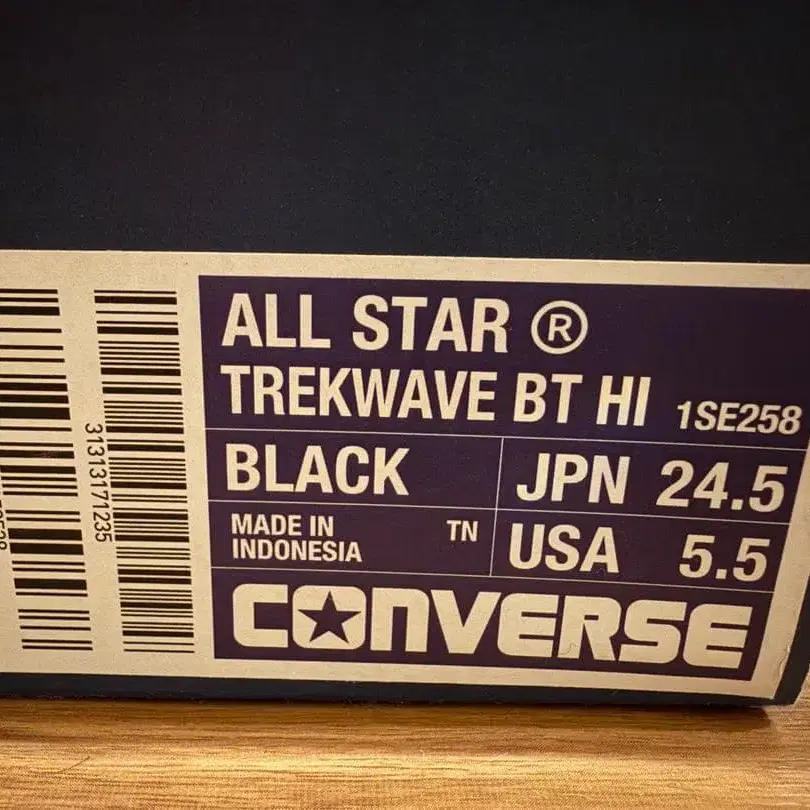 ALL STAR ®
TREKWAVE BT HI 1SE258
BLACK JPN 24.5
MADE IN
INDONESIA
TN USA 5.5
CONVERSE
31313171235